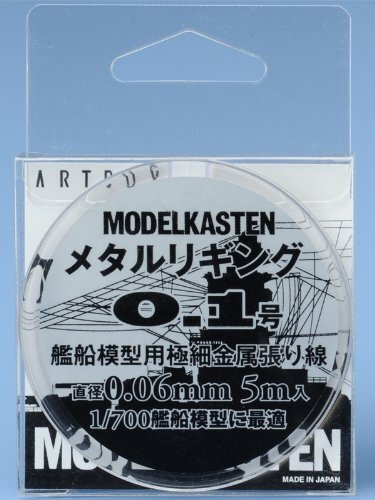 ARTBOX
MODELKASTEN
メタルリギング
0.1号
艦船模型用極細金属張り線
直径0.06mm 5m入
1/700艦船模型に最適
MODELKASTEN
MADE IN JAPAN